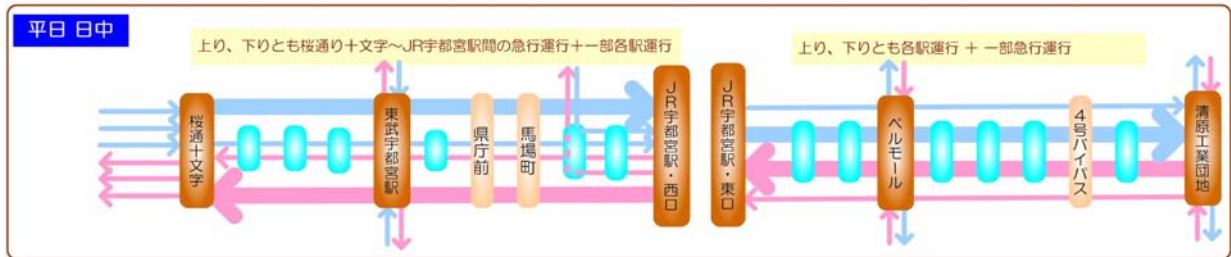 平日 日中
上り、下りとも桜通り十文字～JR宇都宮駅間の急行運行＋一部各駅運行
上り、下りとも各駅運行 ＋ 一部急行運行
桜通十文字
東武宇都宮駅
県庁前
馬場町
JR宇都宮駅・西口
JR宇都宮駅・東口
ベルモール
4号バイパス
清原工業団地